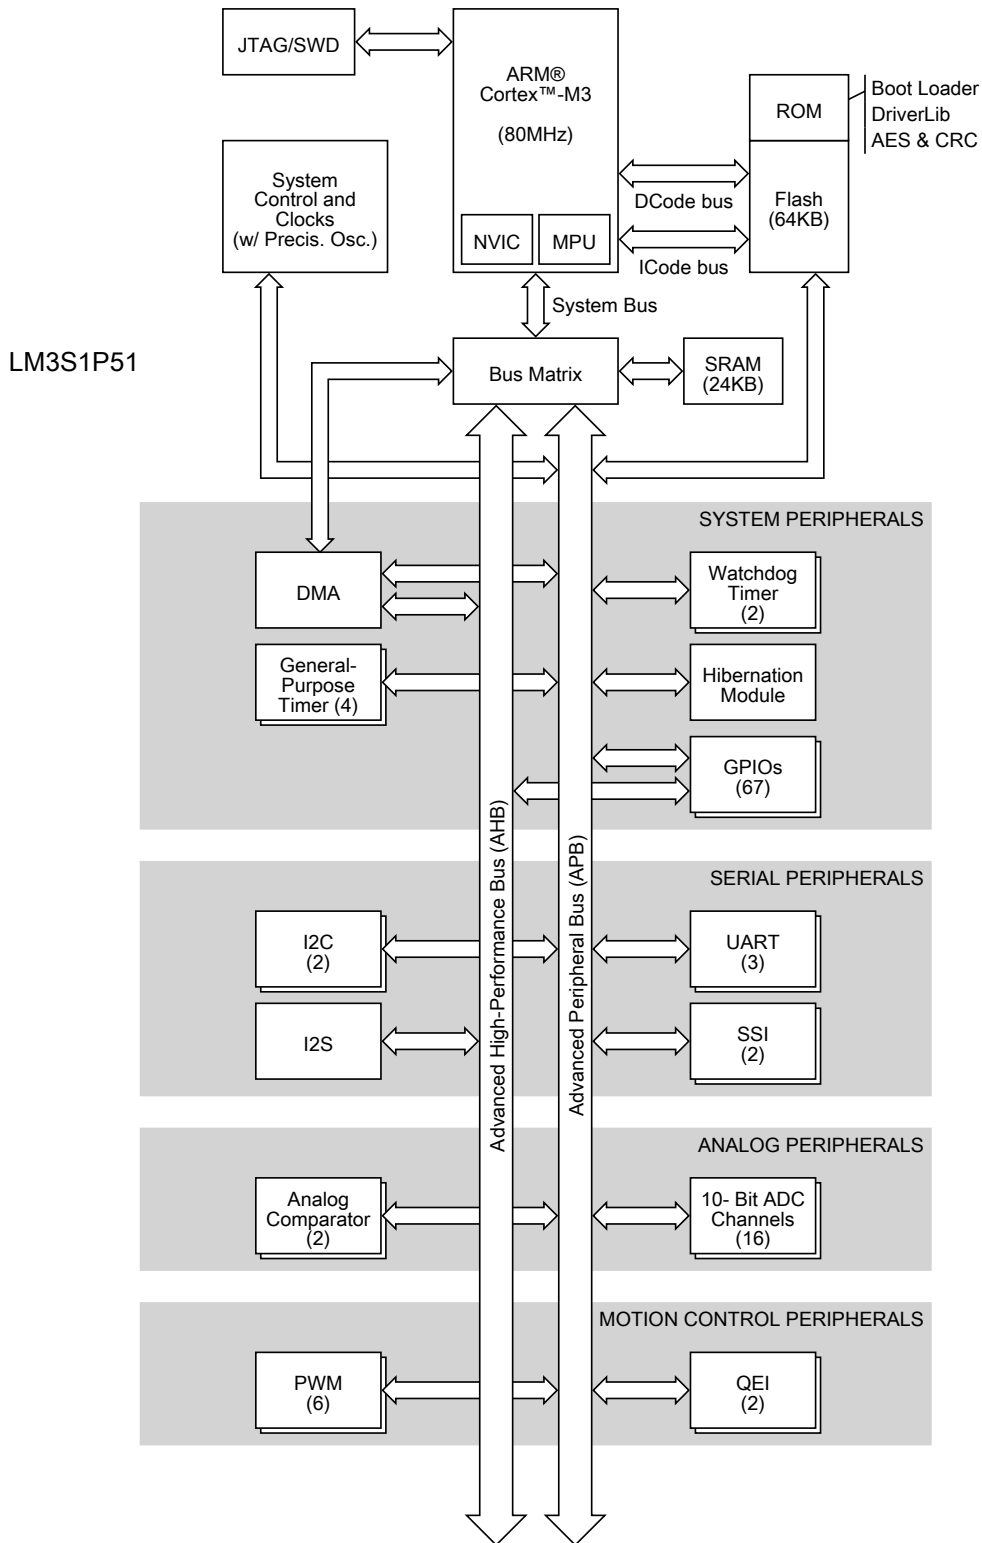 JTAG/SWD
ARM®
Cortex™-M3
(80MHz)
NVIC
MPU
ROM
Boot Loader
DriverLib
AES & CRC
System
Control and
Clocks
(w/ Precis. Osc.)
DCode bus
Flash
(64KB)
ICode bus
System Bus
LM3S1P51
Bus Matrix
SRAM
(24KB)
SYSTEM PERIPHERALS
DMA
Watchdog
Timer
(2)
General-
Purpose
Timer (4)
Hibernation
Module
GPIOs
(67)
Advanced High-Performance Bus (AHB)
Advanced Peripheral Bus (APB)
SERIAL PERIPHERALS
I2C
(2)
UART
(3)
I2S
SSI
(2)
ANALOG PERIPHERALS
Analog
Comparator
(2)
10- Bit ADC
Channels
(16)
MOTION CONTROL PERIPHERALS
PWM
(6)
QEI
(2)